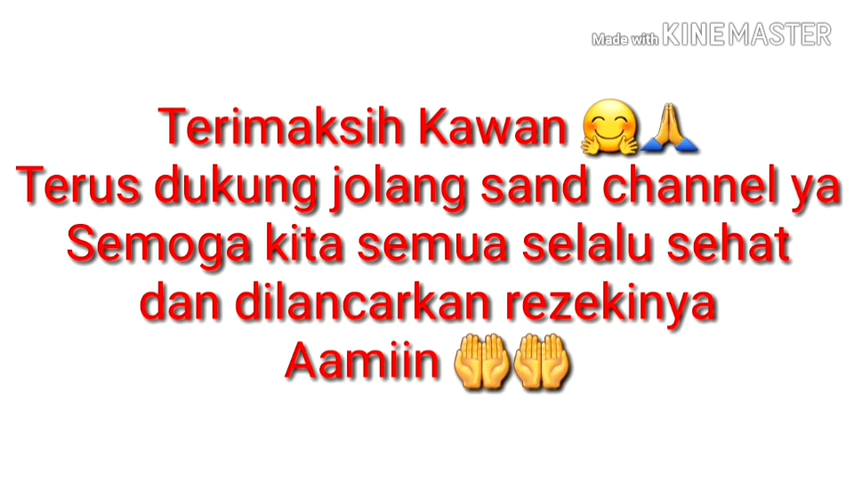 Made with KINEMASTER
Terimaksih Kawan 🤗🙏
Terus dukung jolang sand channel ya
Semoga kita semua selalu sehat
dan dilancarkan rezekinya
Aamiin 🤲🤲